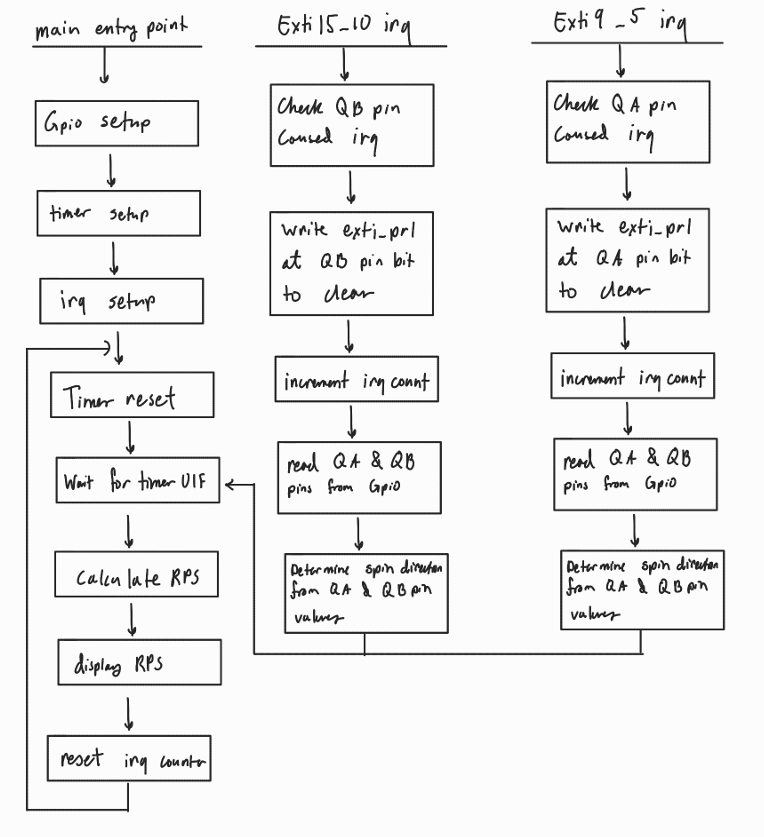 main entry point
Gpio setup
timer setup
irq setup
Timer reset
Wait for timer UIF
Calculate RPS
display RPS
reset irq counter
Exti15_10 irq
Check QB pin
Caused irq
Write exti_pr1
at QB pin bit
to clear
increment irq count
read QA & QB
pins from Gpio
Determine spin direction
from QA & QB pin
values
Exti9_5 irq
Check QA pin
Caused irq
Write exti_pr1
at QA pin bit
to clear
increment irq count
read QA & QB
pins from Gpio
Determine spin direction
from QA & QB pin
values